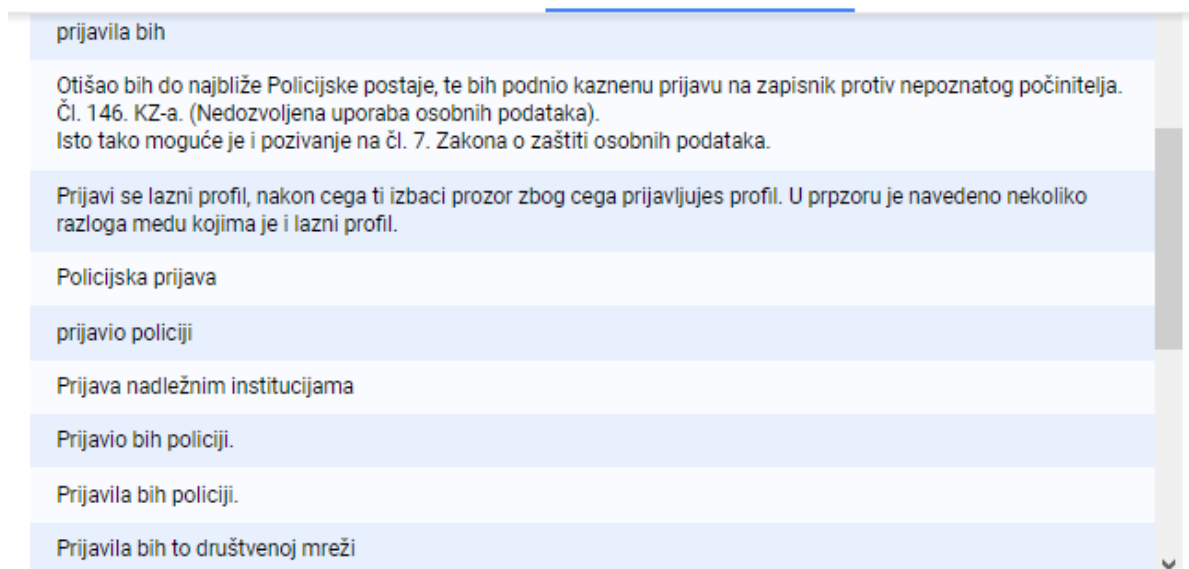 prijavila bih
Otišao bih do najbliže Policijske postaje, te bih podnio kaznenu prijavu na zapisnik protiv nepoznatog počinitelja.
Čl. 146. KZ-a. (Nedozvoljena uporaba osobnih podataka).
Isto tako moguće je i pozivanje na čl. 7. Zakona o zaštiti osobnih podataka.
Prijavi se lazni profil, nakon cega ti izbaci prozor zbog cega prijavljujes profil. U prpzoru je navedeno nekoliko
razloga medu kojima je i lazni profil.
Policijska prijava
prijavio policiji
Prijava nadležnim institucijama
Prijavio bih policiji.
Prijavila bih policiji.
Prijavila bih to društvenoj mreži